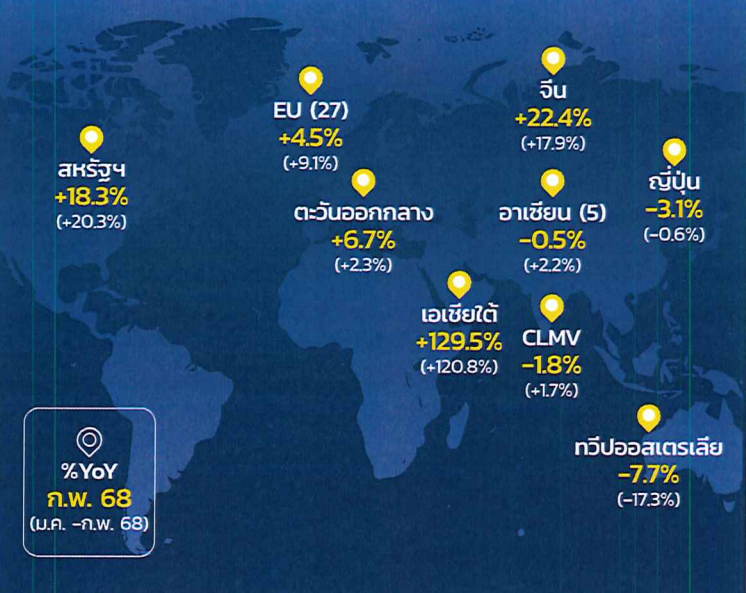 จีน
+22.4%
(+17.9%)
EU (27)
+4.5%
(+9.1%)
สหรัฐฯ
+18.3%
(+20.3%)
ญี่ปุ่น
-3.1%
(-0.6%)
ตะวันออกกลาง
+6.7%
(+2.3%)
อาเซียน (5)
-0.5%
(+2.2%)
เอเชียใต้
+129.5%
(+120.8%)
CLMV
-1.8%
(+1.7%)
ทวีปออสเตรเลีย
-7.7%
(-17.3%)
%YoY
ก.พ. 68
(ม.ค. -ก.พ. 68)